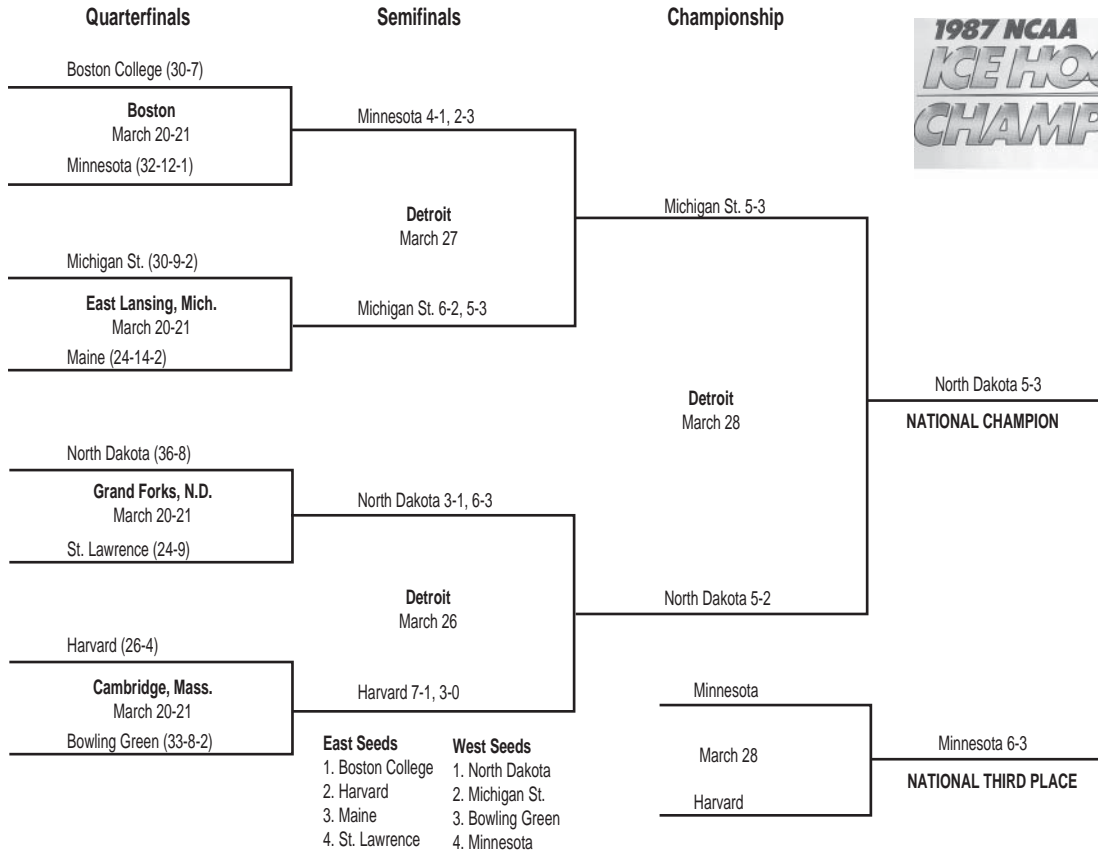 Quarterfinals
Semifinals
Championship
1987 NCAA
ICE HOC
CHAMP
Boston College (30-7)
Boston
March 20-21
Minnesota (32-12-1)
Minnesota 4-1, 2-3
Detroit
March 27
Michigan St. 5-3
Michigan St. (30-9-2)
East Lansing, Mich.
March 20-21
Maine (24-14-2)
Michigan St. 6-2, 5-3
Detroit
March 28
North Dakota 5-3
NATIONAL CHAMPION
North Dakota (36-8)
Grand Forks, N.D.
March 20-21
St. Lawrence (24-9)
North Dakota 3-1, 6-3
Detroit
March 26
North Dakota 5-2
Harvard (26-4)
Cambridge, Mass.
March 20-21
Bowling Green (33-8-2)
Harvard 7-1, 3-0
East Seeds
1. Boston College
2. Harvard
3. Maine
4. St. Lawrence
West Seeds
1. North Dakota
2. Michigan St.
3. Bowling Green
4. Minnesota
Minnesota
March 28
Harvard
Minnesota 6-3
NATIONAL THIRD PLACE